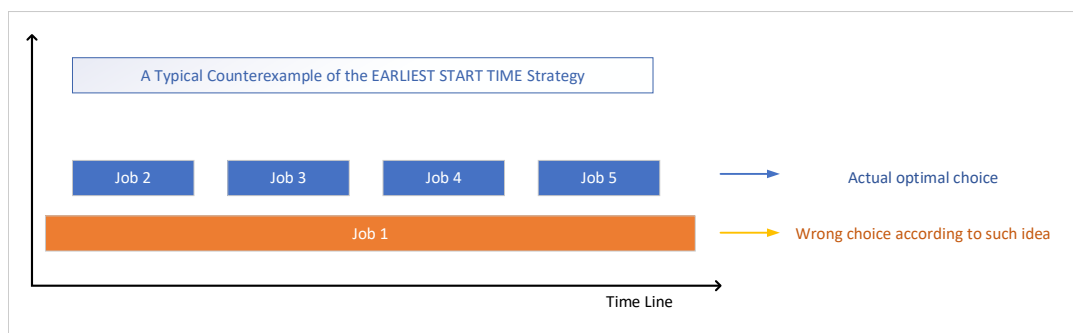 A Typical Counterexample of the EARLIEST START TIME Strategy
Job 2 Job 3 Job 4 Job 5 Actual optimal choice
Job 1 Wrong choice according to such idea
Time Line